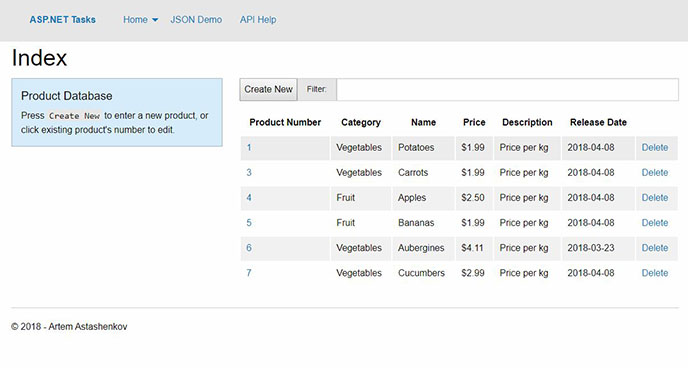 ASP.NET Tasks Home JSON Demo API Help
Index
Product Database
Press Create New to enter a new product, or
click existing product's number to edit.
Create New Filter:
Product Number Category Name Price Description Release Date
1 Vegetables Potatoes $1.99 Price per kg 2018-04-08 Delete
3 Vegetables Carrots $1.99 Price per kg 2018-04-08 Delete
4 Fruit Apples $2.50 Price per kg 2018-04-08 Delete
5 Fruit Bananas $1.99 Price per kg 2018-04-08 Delete
6 Vegetables Aubergines $4.11 Price per kg 2018-03-23 Delete
7 Vegetables Cucumbers $2.99 Price per kg 2018-04-08 Delete
© 2018 - Artem Astashenkov